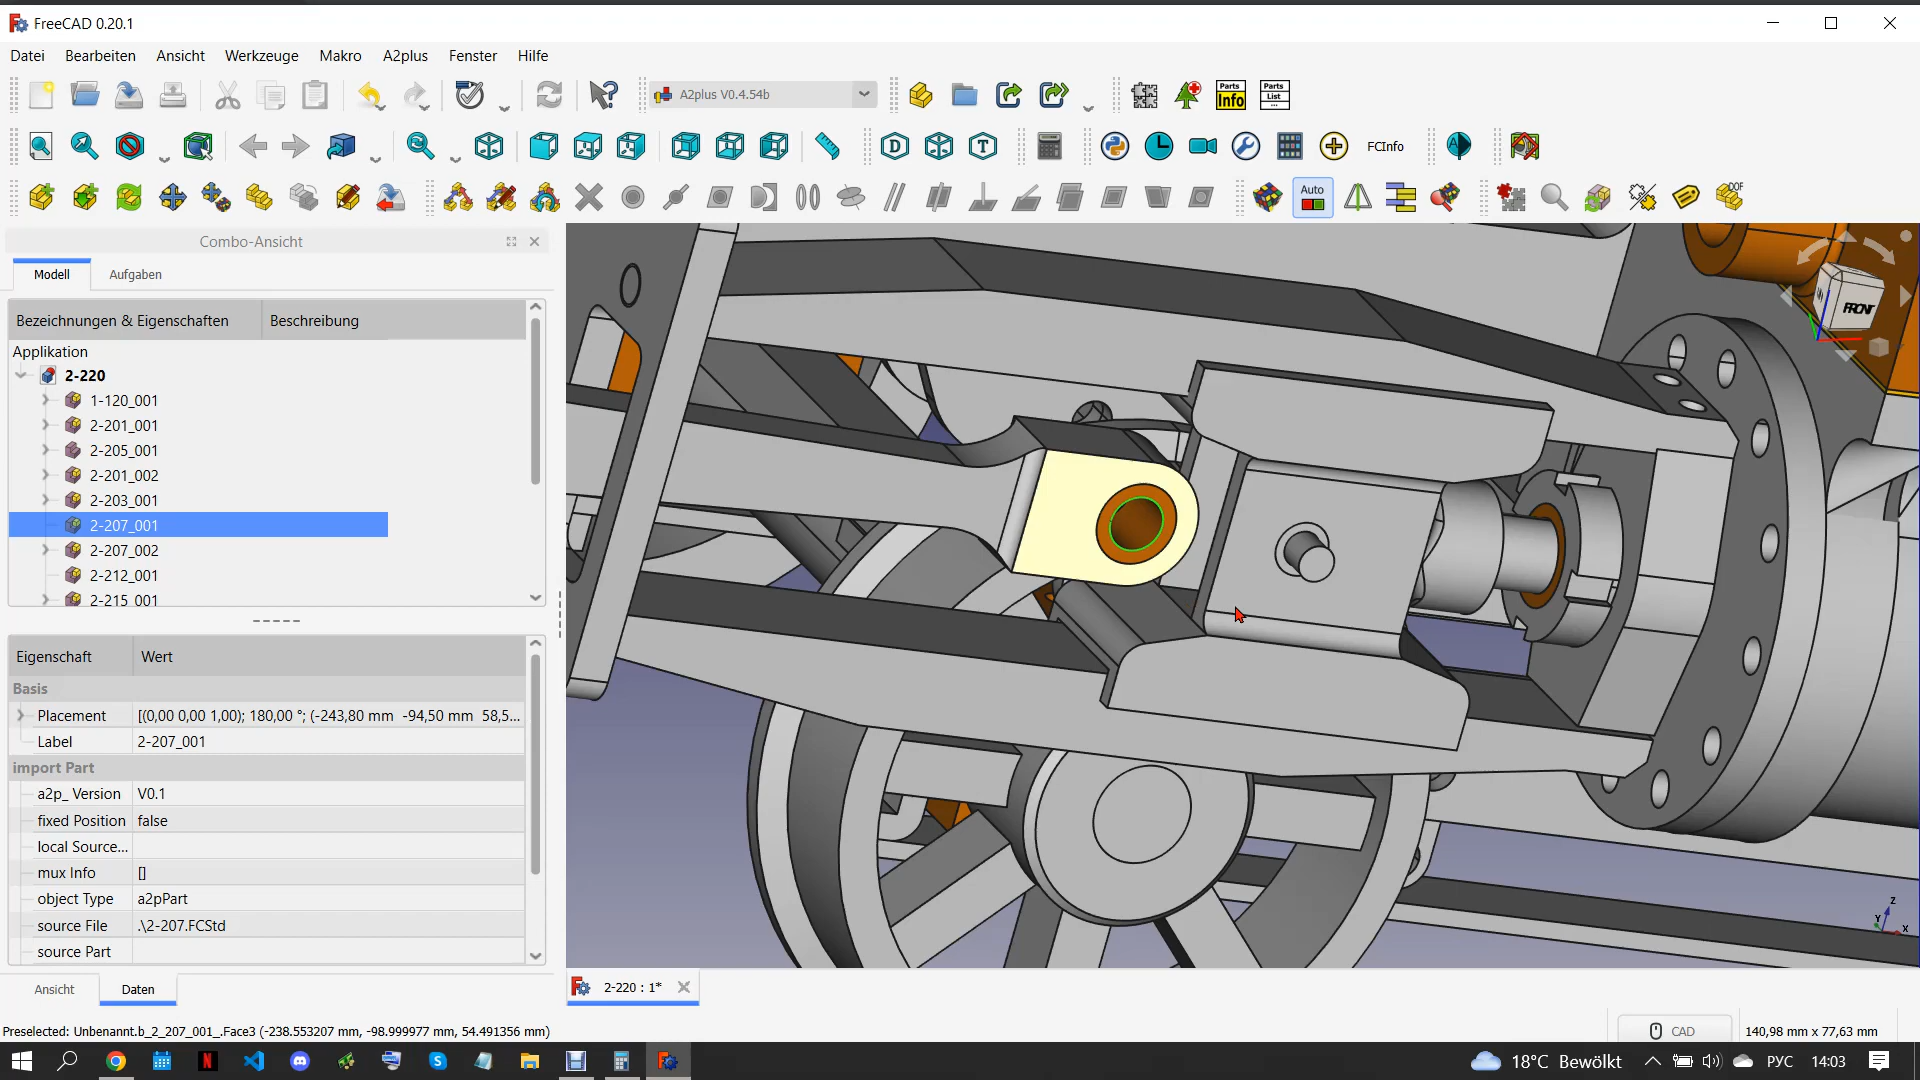 FreeCAD 0.20.1
Datei Bearbeiten Ansicht Werkzeuge Makro A2plus Fenster Hilfe
A2plus V0.4.54b
Parts Info
Parts List
D T
FCInfo
Auto
DOF
Combo-Ansicht
Modell Aufgaben
Bezeichnungen & Eigenschaften Beschreibung
Applikation
2-220
1-120_001
2-201_001
2-205_001
2-201_002
2-203_001
2-207_001
2-207_002
2-212_001
2-215_001
Eigenschaft Wert
Basis
Placement [(0,00 0,00 1,00); 180,00 °; (-243,80 mm -94,50 mm 58,5...
Label 2-207_001
import Part
a2p_ Version V0.1
fixed Position false
local Source...
mux Info []
object Type a2pPart
source File .\2-207.FCStd
source Part
Ansicht Daten
FRONT
Z
Y
X
2-220 : 1*
Preselected: Unbenannt.b_2_207_001_.Face3 (-238.553207 mm, -98.999977 mm, 54.491356 mm)
CAD 140,98 mm x 77,63 mm
18°C Bewölkt РУС 14:03